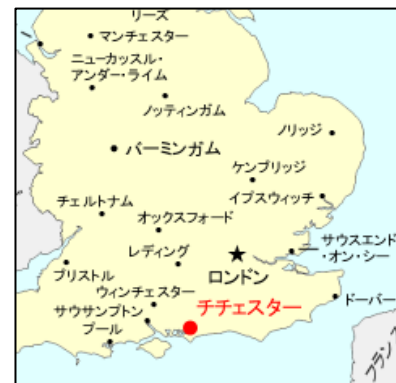 リーズ
マンチェスター
ニューカッスル・
アンダー・ライム
ノッティンガム
ノリッジ
バーミンガム
ケンブリッジ
イプスウィッチ
チェルトナム
オックスフォード
サウスエンド
・オン・シー
レディング
ブリストル
ロンドン
ウィンチェスター
チチェスター
ドーバー
サウサンプトン
プール
フラン